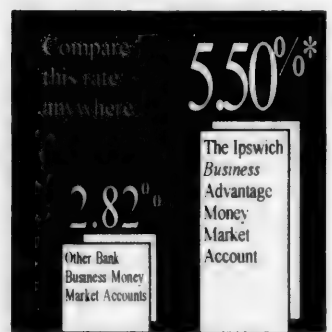 Compare
this rate
anywhere
5.50%*
The Ipswich
Business
Advantage
Money
Market
Account
2.82%
Other Bank
Business Money
Market Accounts